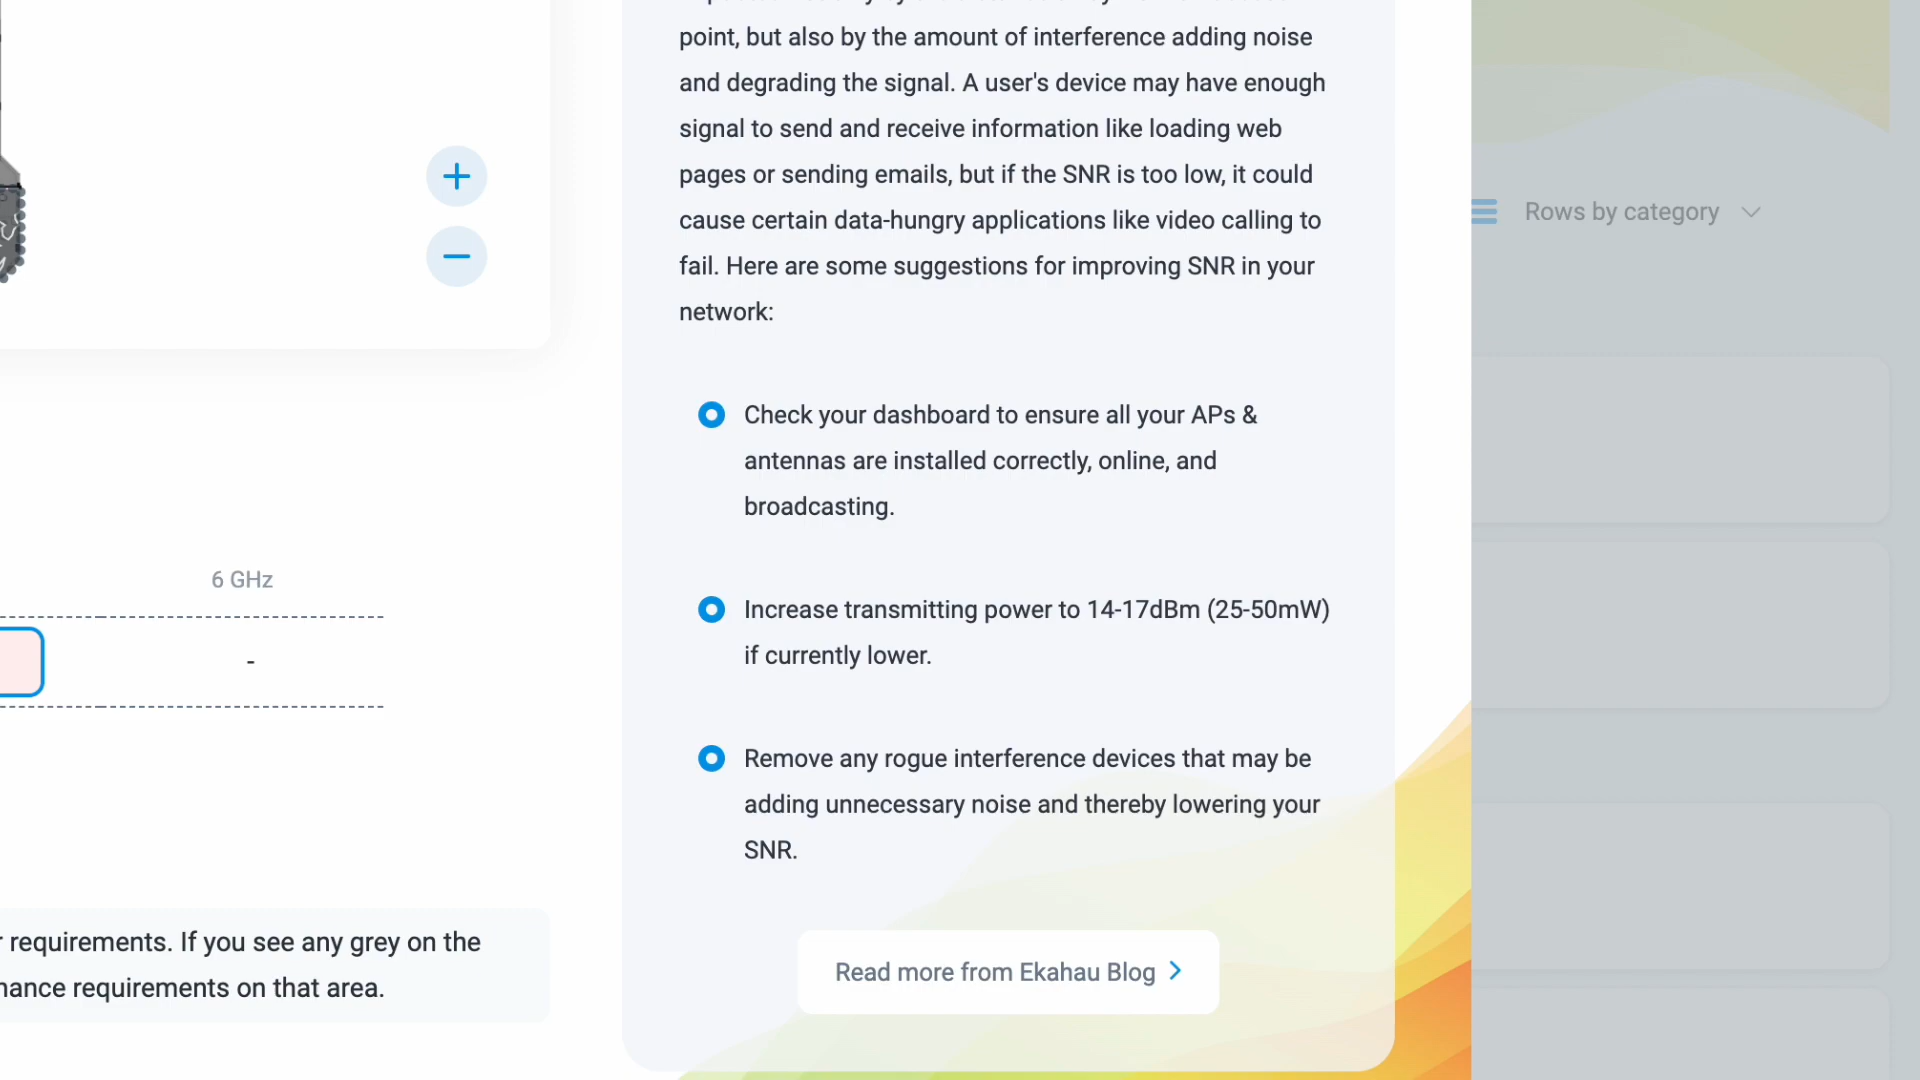 point, but also by the amount of interference adding noise
and degrading the signal. A user's device may have enough
signal to send and receive information like loading web
pages or sending emails, but if the SNR is too low, it could
cause certain data-hungry applications like video calling to
fail. Here are some suggestions for improving SNR in your
network:
Rows by category
Check your dashboard to ensure all your APs &
antennas are installed correctly, online, and
broadcasting.
6 GHz
-
Increase transmitting power to 14-17dBm (25-50mW)
if currently lower.
Remove any rogue interference devices that may be
adding unnecessary noise and thereby lowering your
SNR.
requirements. If you see any grey on the
requirements on that area.
Read more from Ekahau Blog